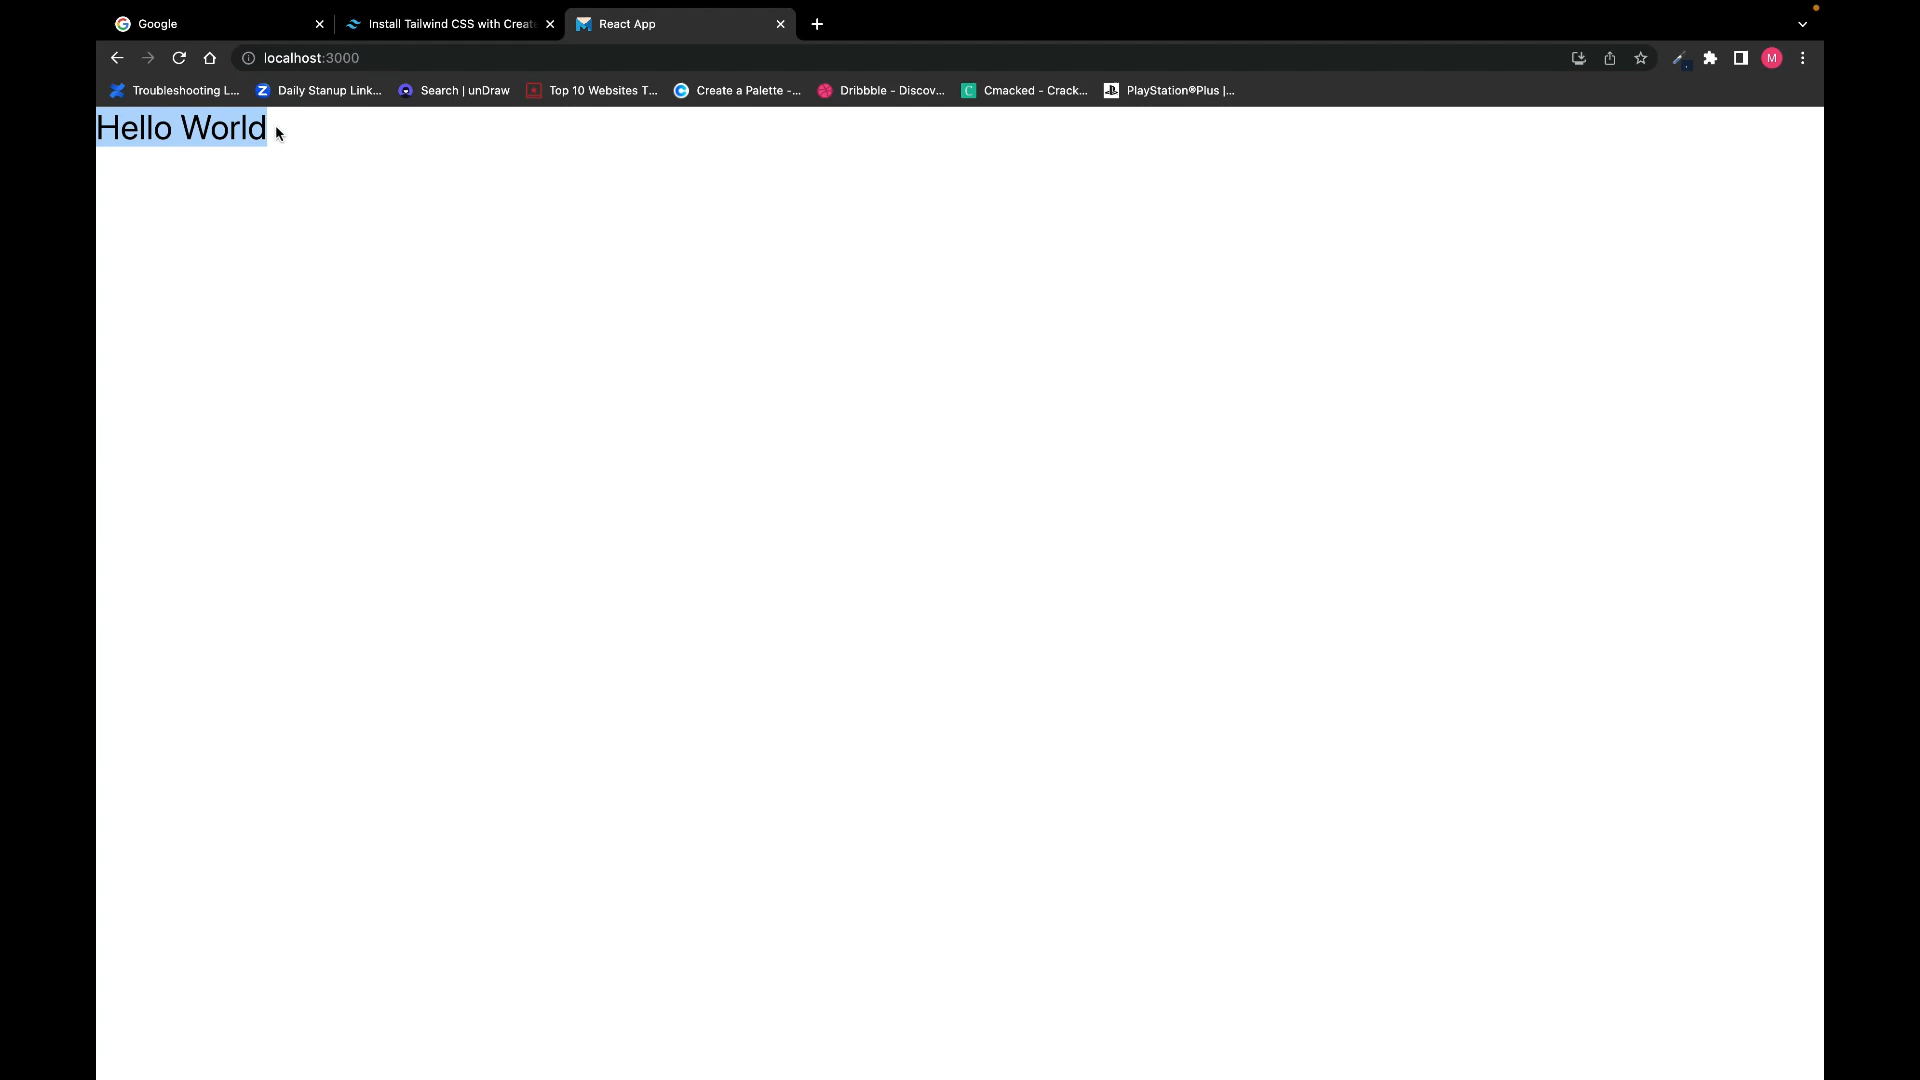 Google
Install Tailwind CSS with Create
React App
localhost:3000
M
Troubleshooting L...
Daily Stanup Link...
Search | unDraw
Top 10 Websites T...
Create a Palette -...
Dribbble - Discov...
C
Cmacked - Crack...
PlayStation®Plus |...
Hello World